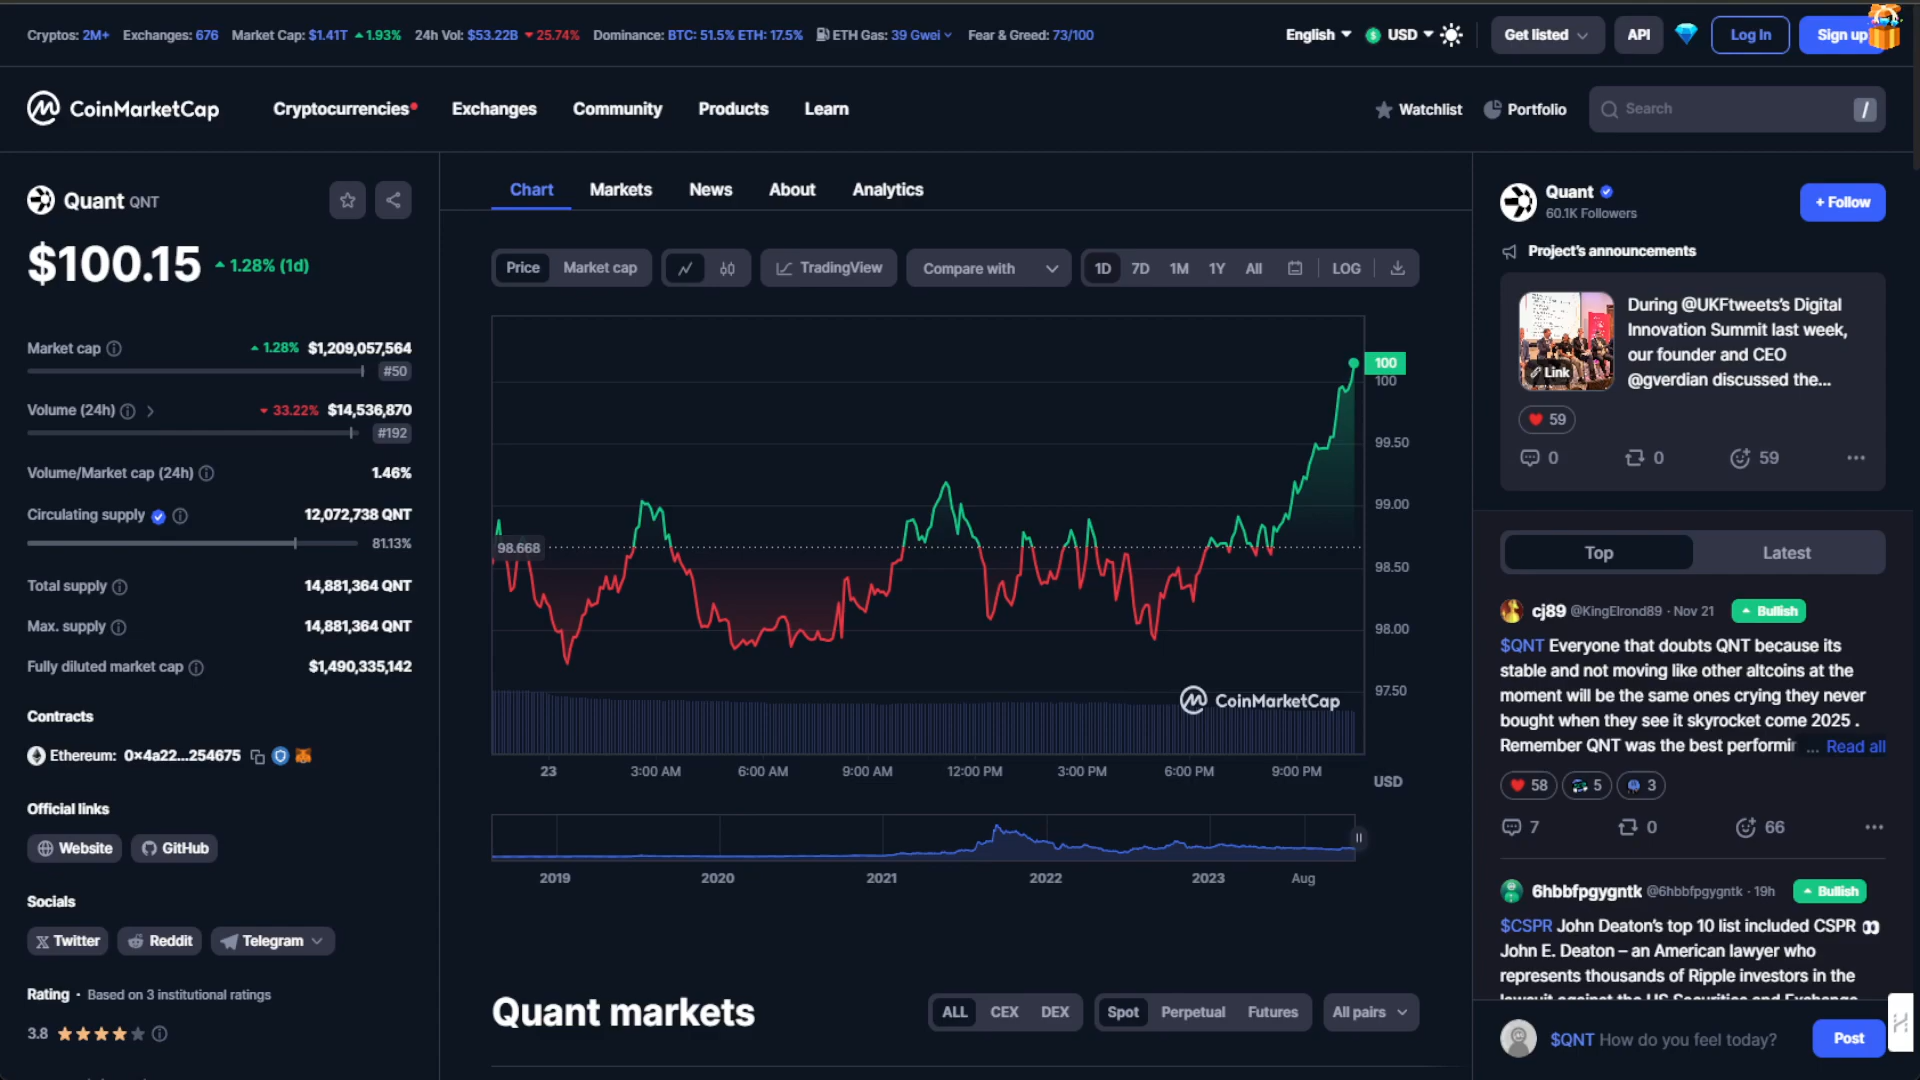 Cryptos: 2M+ Exchanges: 676 Market Cap: $1.41T 1.93% 24h Vol: $53.22B 25.74% Dominance: BTC: 51.5% ETH: 17.5% ETH Gas: 39 Gwei Fear & Greed: 73/100
English USD Get listed API Log In Sign up
CoinMarketCap Cryptocurrencies Exchanges Community Products Learn
Watchlist Portfolio Search /
Quant QNT
$100.15 1.28% (1d)
Market cap 1.28% $1,209,057,564
#50
Volume (24h) 33.22% $14,536,870
#192
Volume/Market cap (24h) 1.46%
Circulating supply 12,072,738 QNT
81.13%
Total supply 14,881,364 QNT
Max. supply 14,881,364 QNT
Fully diluted market cap $1,490,335,142
Contracts
Ethereum: 0x4a22...254675
Official links
Website GitHub
Socials
Twitter Reddit Telegram
Rating · Based on 3 institutional ratings
3.8
Chart Markets News About Analytics
Price Market cap TradingView Compare with 1D 7D 1M 1Y All LOG
100
100
99.50
99.00
98.668
98.50
98.00
97.50
CoinMarketCap
23 3:00 AM 6:00 AM 9:00 AM 12:00 PM 3:00 PM 6:00 PM 9:00 PM
USD
2019 2020 2021 2022 2023 Aug
Quant markets
ALL CEX DEX Spot Perpetual Futures All pairs
Quant
60.1K Followers
+ Follow
Project's announcements
During @UKFtweets's Digital
Innovation Summit last week,
our founder and CEO
@gverdian discussed the...
Link
59
0 0 59
Top Latest
cj89 @KingElrond89 · Nov 21 Bullish
$QNT Everyone that doubts QNT because its
stable and not moving like other altcoins at the
moment will be the same ones crying they never
bought when they see it skyrocket come 2025 .
Remember QNT was the best performin ... Read all
58 5 3
7 0 66
6hbbfpgygntk @6hbbfpgygntk · 19h Bullish
$CSPR John Deaton's top 10 list included CSPR 👀
John E. Deaton – an American lawyer who
represents thousands of Ripple investors in the
lawsuit against the US Securities and Exchange
$QNT How do you feel today?
Post